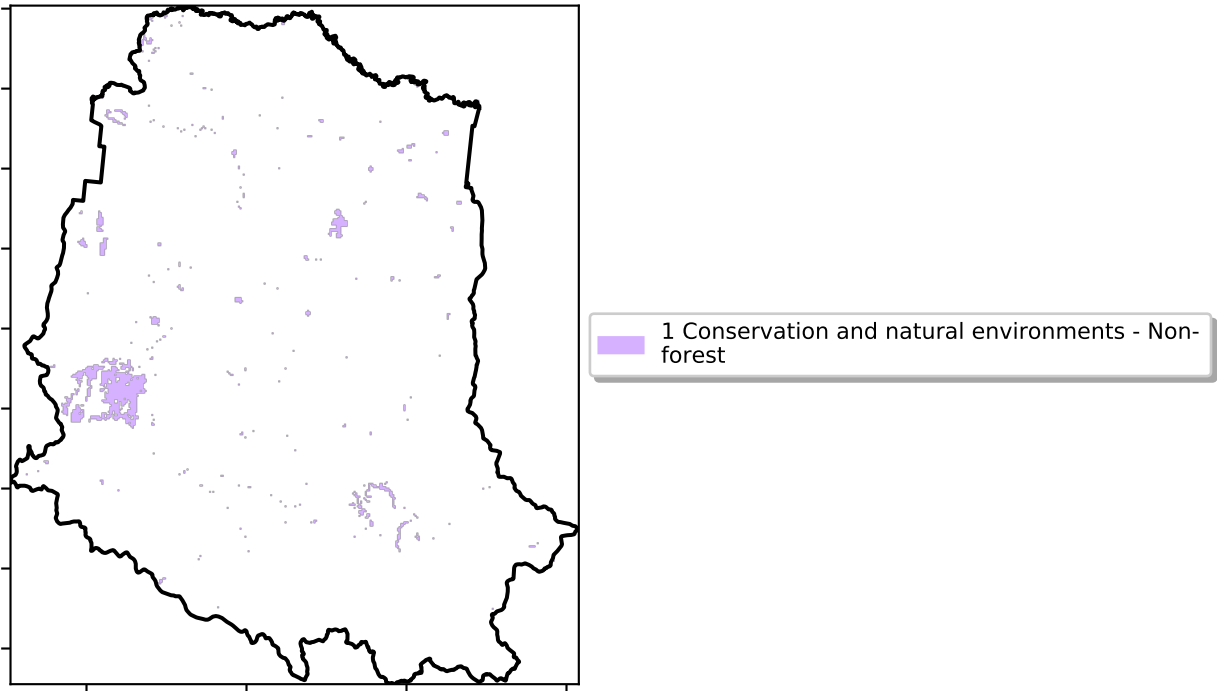 1 Conservation and natural environments - Non-
forest